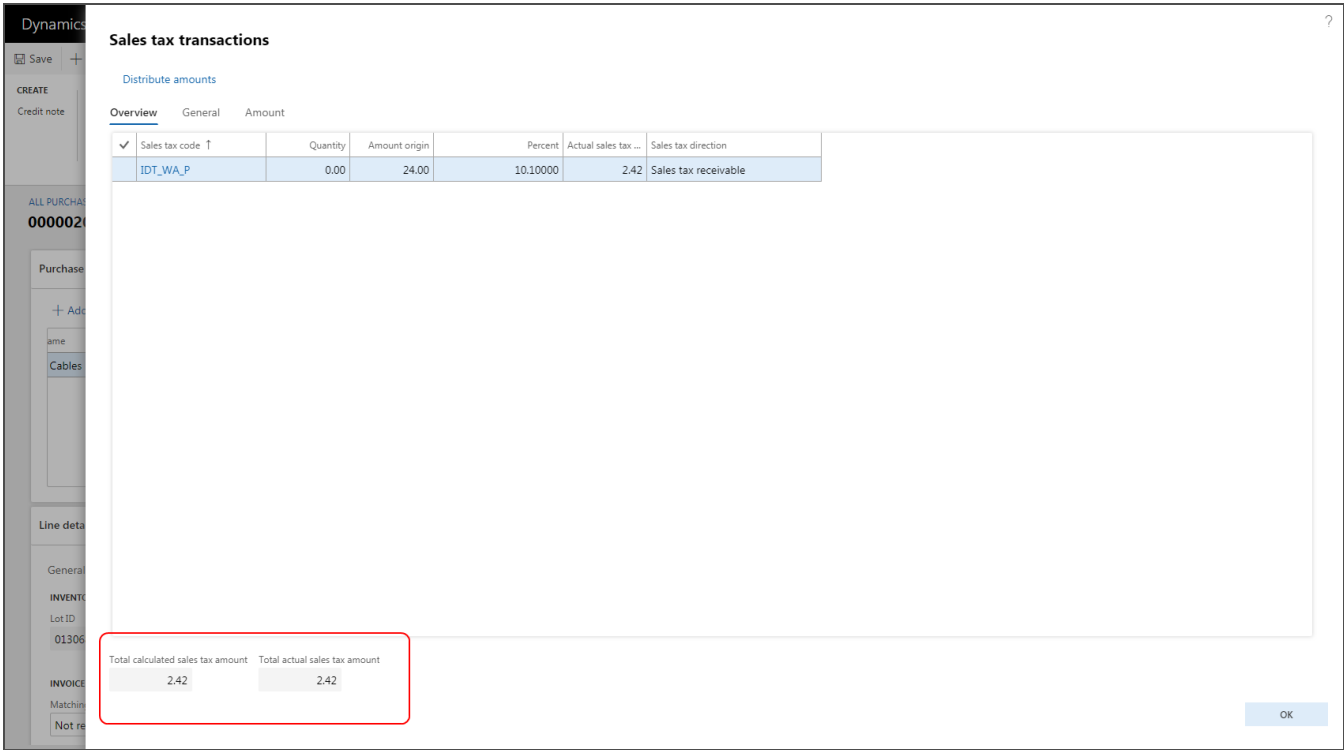 Dynamics
?
Sales tax transactions
Save
Distribute amounts
CREATE
Credit note
Overview General Amount
Sales tax code ↑ Quantity Amount origin Percent Actual sales tax ... Sales tax direction
IDT_WA_P 0.00 24.00 10.10000 2.42 Sales tax receivable
ALL PURCHAS
000002
Purchase
+ Add
ame
Cables
Line deta
General
INVENTO
Lot ID
01306
Total calculated sales tax amount Total actual sales tax amount
2.42 2.42
INVOICE
Matchin
Not re
OK